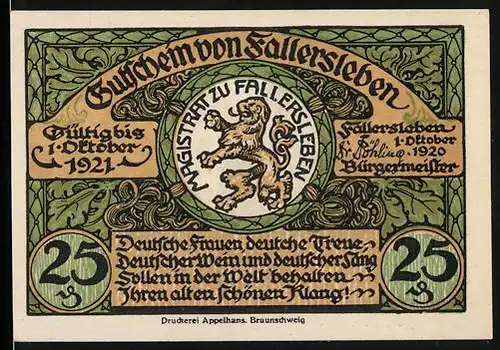 Gutschein von Fallersleben
Gültig bis
1. Oktober
1921
MAGISTRAT ZU FALLERSLEBEN
Fallersleben
1. Oktober
1920
Bürgermeister
25
Deutsche Frauen deutche Treue,
Deutscher Wein und deutscher Sang
Sollen in der Welt behalten
Ihren alten schönen Klang!
25
Druckerei Appelhans. Braunschweig